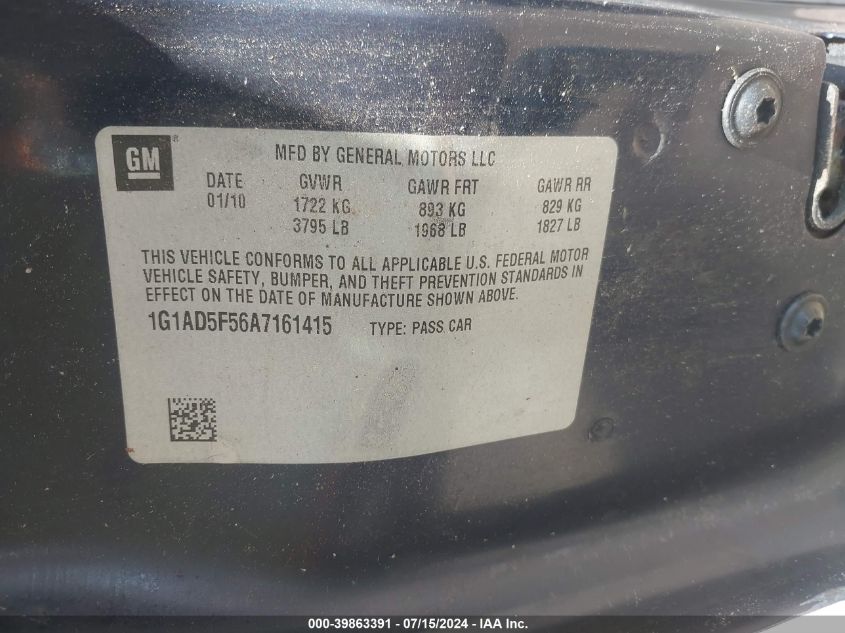 GM
MFD BY GENERAL MOTORS LLC
DATE GVWR GAWR FRT GAWR RR
01/10 1722 KG 893 KG 829 KG
3795 LB 1968 LB 1827 LB
THIS VEHICLE CONFORMS TO ALL APPLICABLE U.S. FEDERAL MOTOR
VEHICLE SAFETY, BUMPER, AND THEFT PREVENTION STANDARDS IN
EFFECT ON THE DATE OF MANUFACTURE SHOWN ABOVE.
1G1AD5F56A7161415 TYPE: PASS CAR
000-39863391 - 07/15/2024 - IAA Inc.